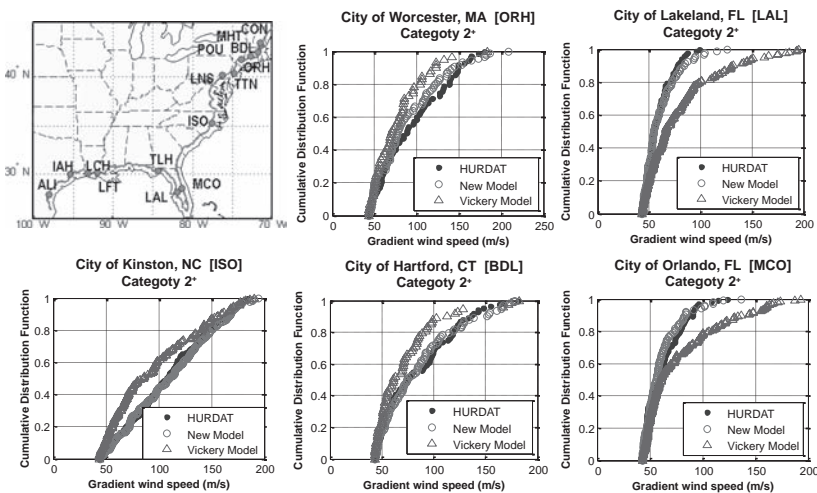 CON
MHT
POU BDL
ORH
LNS TTN
ISO
IAH LCH TLH
ALI LFT LAL MCO
40° N
30° N
100° W 90° W 80° W 70° W
City of Worcester, MA [ORH]
Categoty 2+
Cumulative Distribution Function
1
0.8
0.6
0.4
0.2
0
HURDAT
New Model
Vickery Model
0 50 100 150 200 250
Gradient wind speed (m/s)
City of Lakeland, FL [LAL]
Categoty 2+
Cumulative Distribution Function
1
0.8
0.6
0.4
0.2
0
HURDAT
New Model
Vickery Model
0 50 100 150 200
Gradient wind speed (m/s)
City of Kinston, NC [ISO]
Categoty 2+
Cumulative Distribution Function
1
0.8
0.6
0.4
0.2
0
HURDAT
New Model
Vickery Model
0 50 100 150 200
Gradient wind speed (m/s)
City of Hartford, CT [BDL]
Categoty 2+
Cumulative Distribution Function
1
0.8
0.6
0.4
0.2
0
HURDAT
New Model
Vickery Model
0 50 100 150 200
Gradient wind speed (m/s)
City of Orlando, FL [MCO]
Categoty 2+
Cumulative Distribution Function
1
0.8
0.6
0.4
0.2
0
HURDAT
New Model
Vickery Model
0 50 100 150 200
Gradient wind speed (m/s)